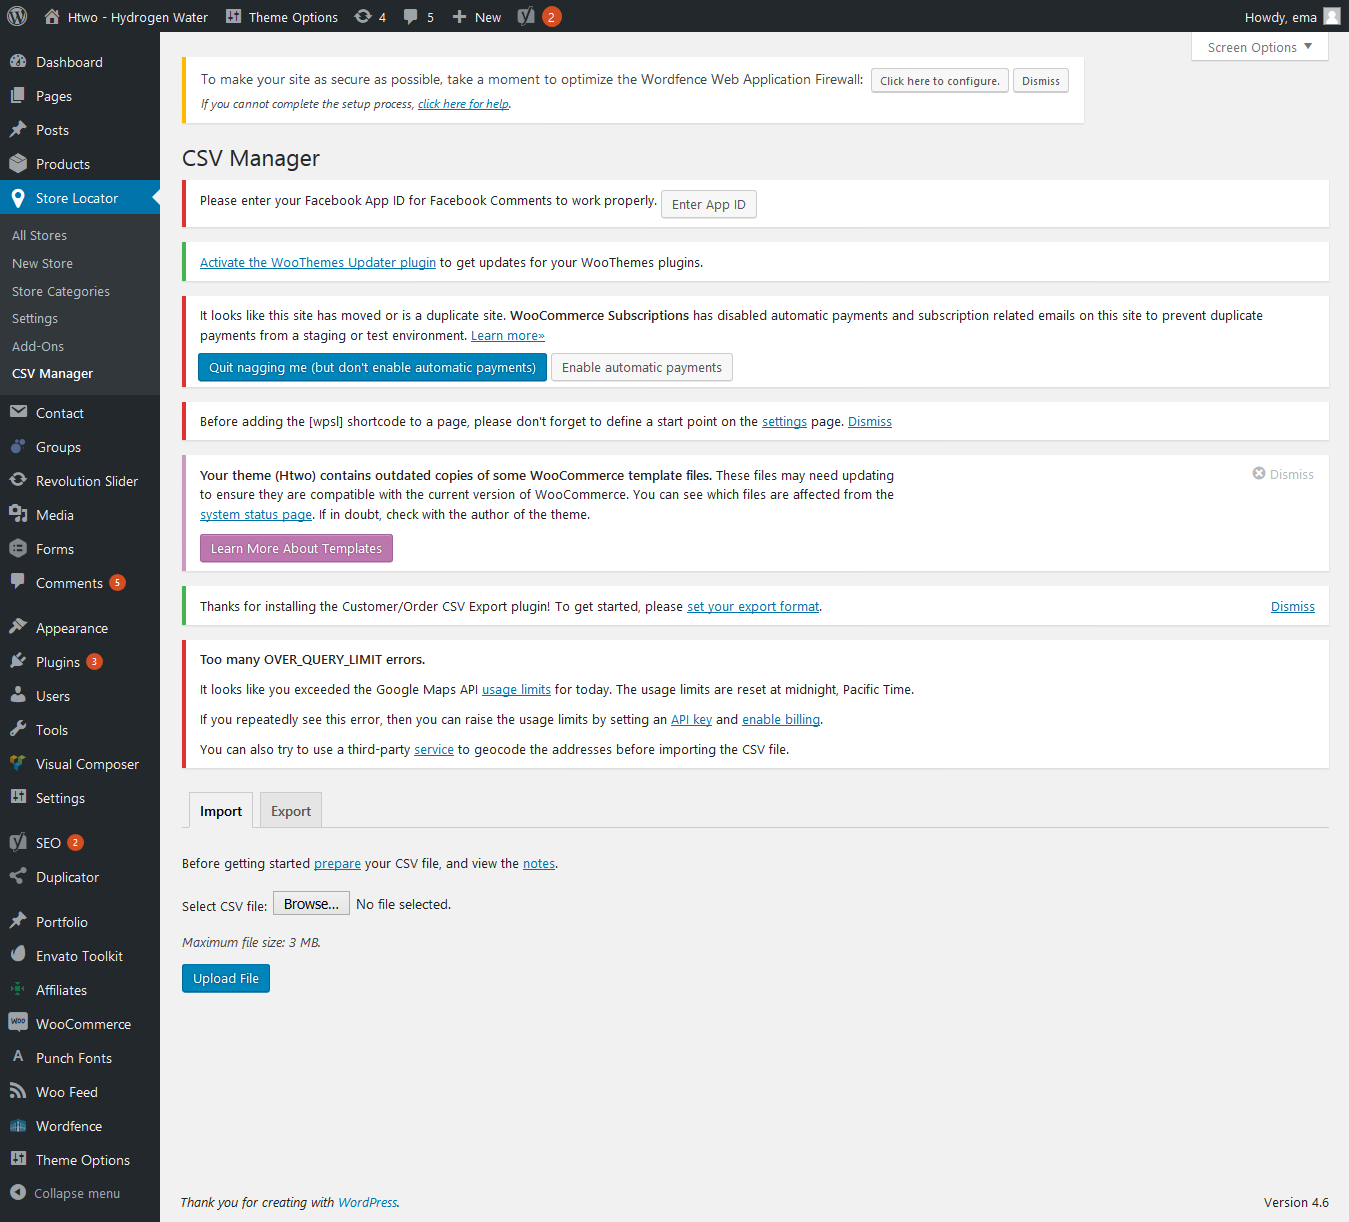 Htwo - Hydrogen Water
Theme Options
4
5
New
2
Howdy, ema
Screen Options
Dashboard
Pages
Posts
Products
Store Locator
All Stores
New Store
Store Categories
Settings
Add-Ons
CSV Manager
Contact
Groups
Revolution Slider
Media
Forms
Comments 5
Appearance
Plugins 3
Users
Tools
Visual Composer
Settings
SEO 2
Duplicator
Portfolio
Envato Toolkit
Affiliates
WooCommerce
Punch Fonts
Woo Feed
Wordfence
Theme Options
Collapse menu
To make your site as secure as possible, take a moment to optimize the Wordfence Web Application Firewall: Click here to configure. Dismiss
If you cannot complete the setup process, click here for help.
CSV Manager
Please enter your Facebook App ID for Facebook Comments to work properly. Enter App ID
Activate the WooThemes Updater plugin to get updates for your WooThemes plugins.
It looks like this site has moved or is a duplicate site. WooCommerce Subscriptions has disabled automatic payments and subscription related emails on this site to prevent duplicate
payments from a staging or test environment. Learn more»
Quit nagging me (but don't enable automatic payments) Enable automatic payments
Before adding the [wpsl] shortcode to a page, please don't forget to define a start point on the settings page. Dismiss
Your theme (Htwo) contains outdated copies of some WooCommerce template files. These files may need updating
to ensure they are compatible with the current version of WooCommerce. You can see which files are affected from the
system status page. If in doubt, check with the author of the theme.
Dismiss
Learn More About Templates
Thanks for installing the Customer/Order CSV Export plugin! To get started, please set your export format. Dismiss
Too many OVER_QUERY_LIMIT errors.
It looks like you exceeded the Google Maps API usage limits for today. The usage limits are reset at midnight, Pacific Time.
If you repeatedly see this error, then you can raise the usage limits by setting an API key and enable billing.
You can also try to use a third-party service to geocode the addresses before importing the CSV file.
Import Export
Before getting started prepare your CSV file, and view the notes.
Select CSV file: Browse... No file selected.
Maximum file size: 3 MB.
Upload File
Thank you for creating with WordPress.
Version 4.6